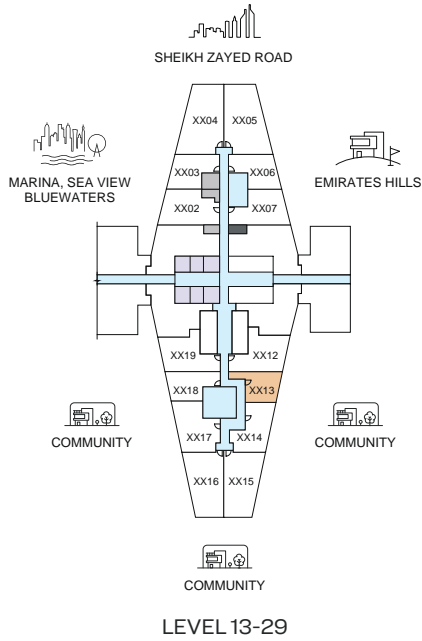 SHEIKH ZAYED ROAD
XX04 XX05
MARINA, SEA VIEW
BLUEWATERS
EMIRATES HILLS
XX03 XX06
XX02 XX07
XX19 XX12
XX18 XX13
XX17 XX14
COMMUNITY
COMMUNITY
XX16 XX15
COMMUNITY
LEVEL 13-29